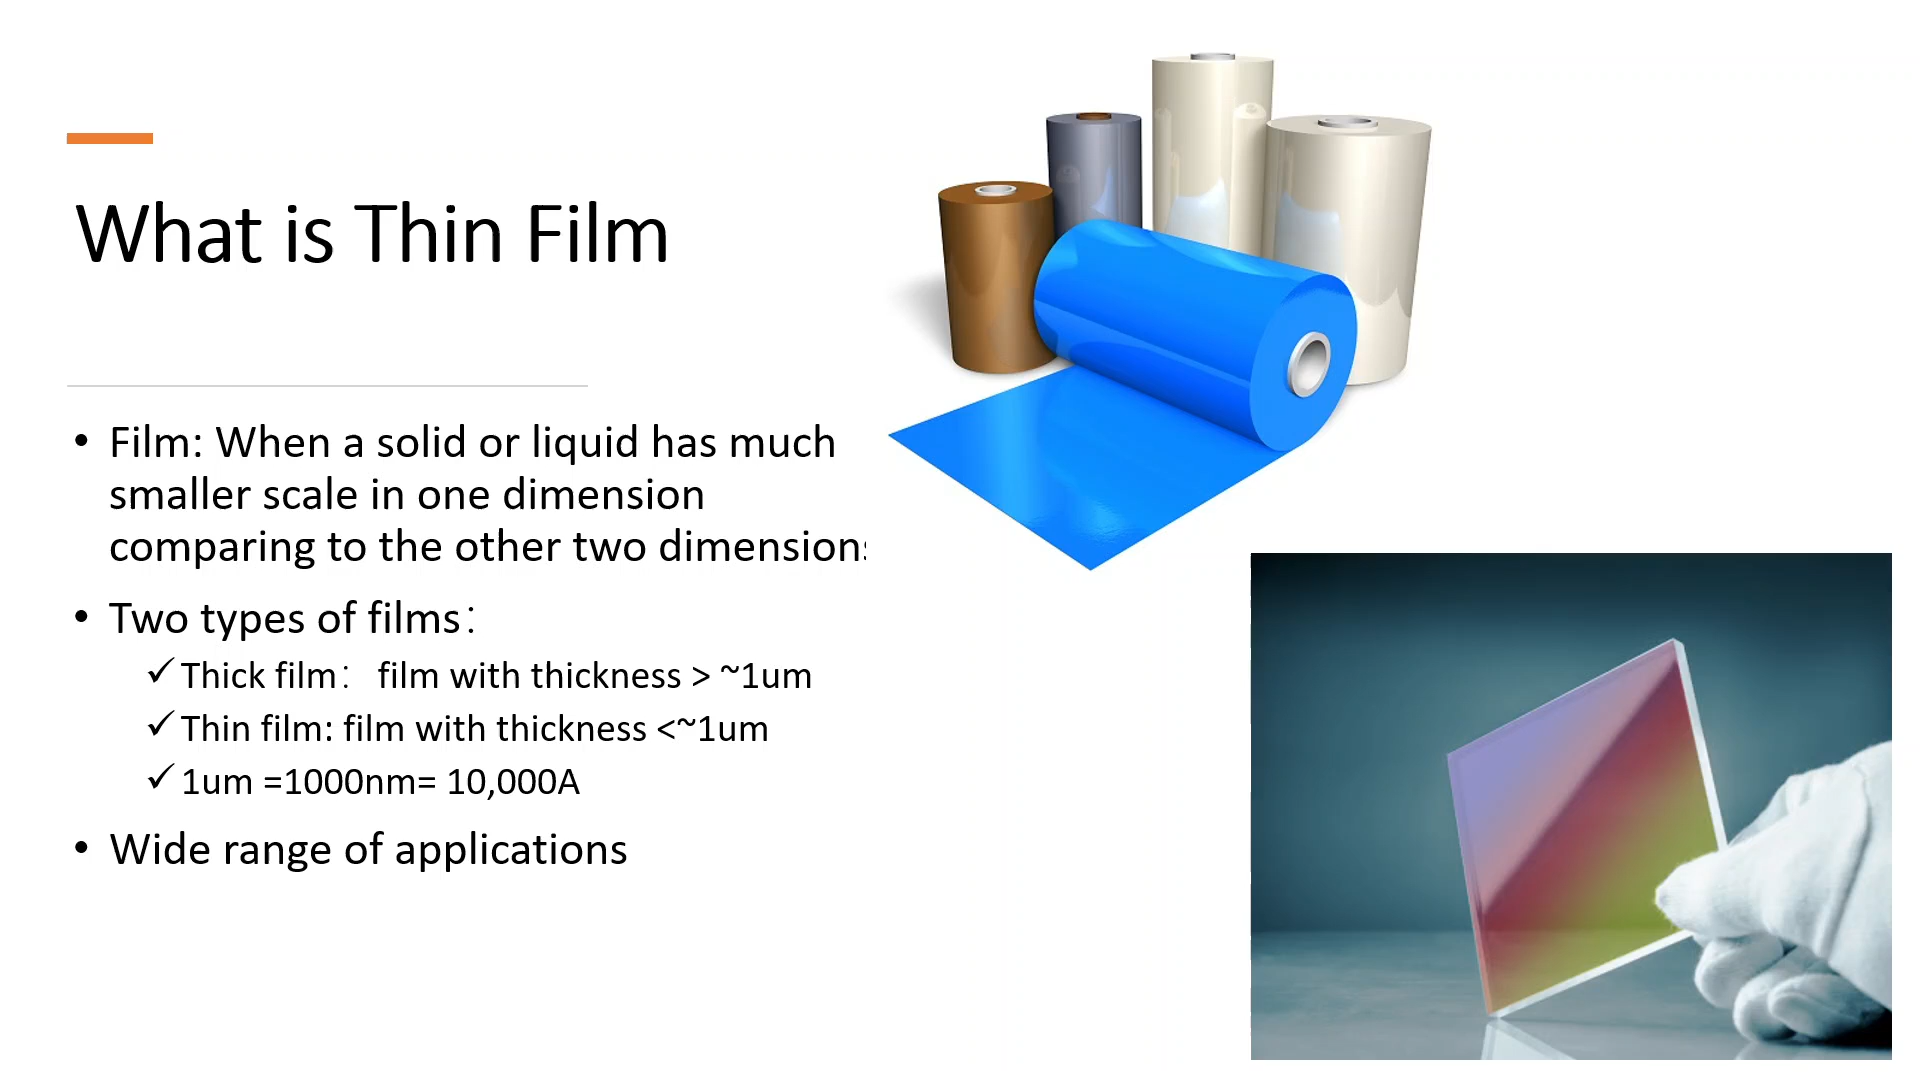 What is Thin Film
• Film: When a solid or liquid has much
smaller scale in one dimension
comparing to the other two dimensions
• Two types of films：
✓ Thick film： film with thickness > ~1um
✓ Thin film: film with thickness <~1um
✓ 1um =1000nm= 10,000A
• Wide range of applications